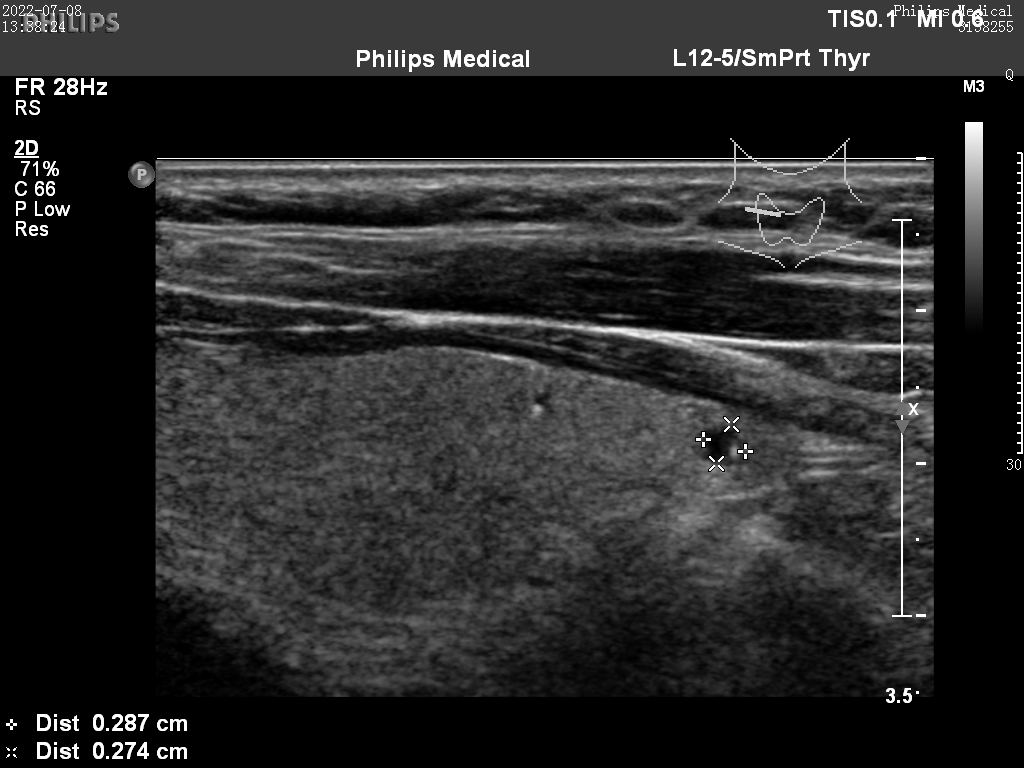 2022-07-08
13:38:24
PHILIPS
TIS0.1 MI 0.6
Philips Medical
Philips Medical
L12-5/SmPrt Thyr
Q
FR 28Hz
RS
M3
2D
71%
C 66
P Low
Res
P
X
30
3.5
Dist 0.287 cm
Dist 0.274 cm